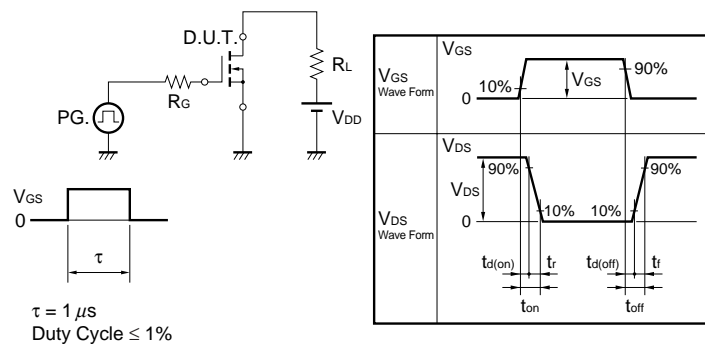 D.U.T.
RG
RL
PG.
VDD
VGS
0
τ
τ = 1 μs
Duty Cycle ≤ 1%
VGS
Wave Form
VGS
10%
90%
VGS
0
VDS
Wave Form
VDS
90%
90%
VDS
10%
10%
0
td(on)
tr
td(off)
tf
ton
toff